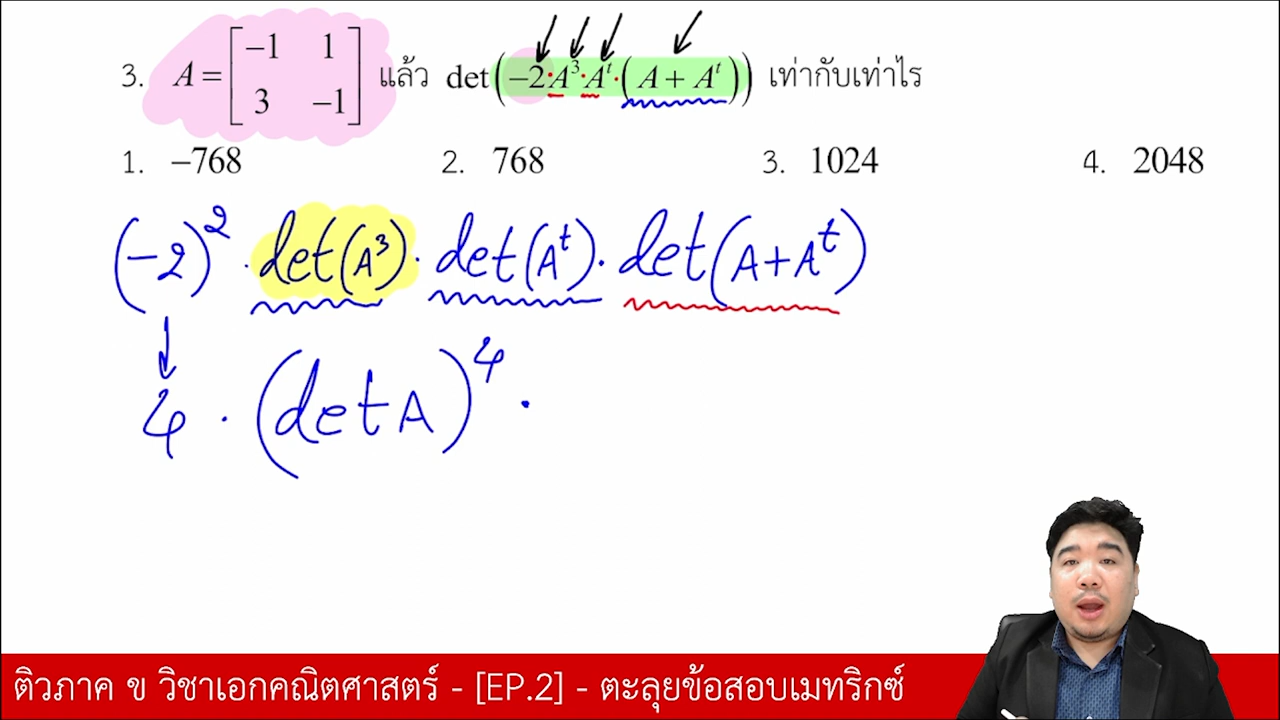 3. A = [ −1 1 ; 3 −1 ] แล้ว det(−2·A³·Aᵗ·(A + Aᵗ)) เท่ากับเท่าไร
1. −768 2. 768 3. 1024 4. 2048
(−2)² · det(A³) · det(Aᵗ) · det(A+Aᵗ)
4 · (det A)⁴ ·
ติวภาค ข วิชาเอกคณิตศาสตร์ - [EP.2] - ตะลุยข้อสอบเมทริกซ์